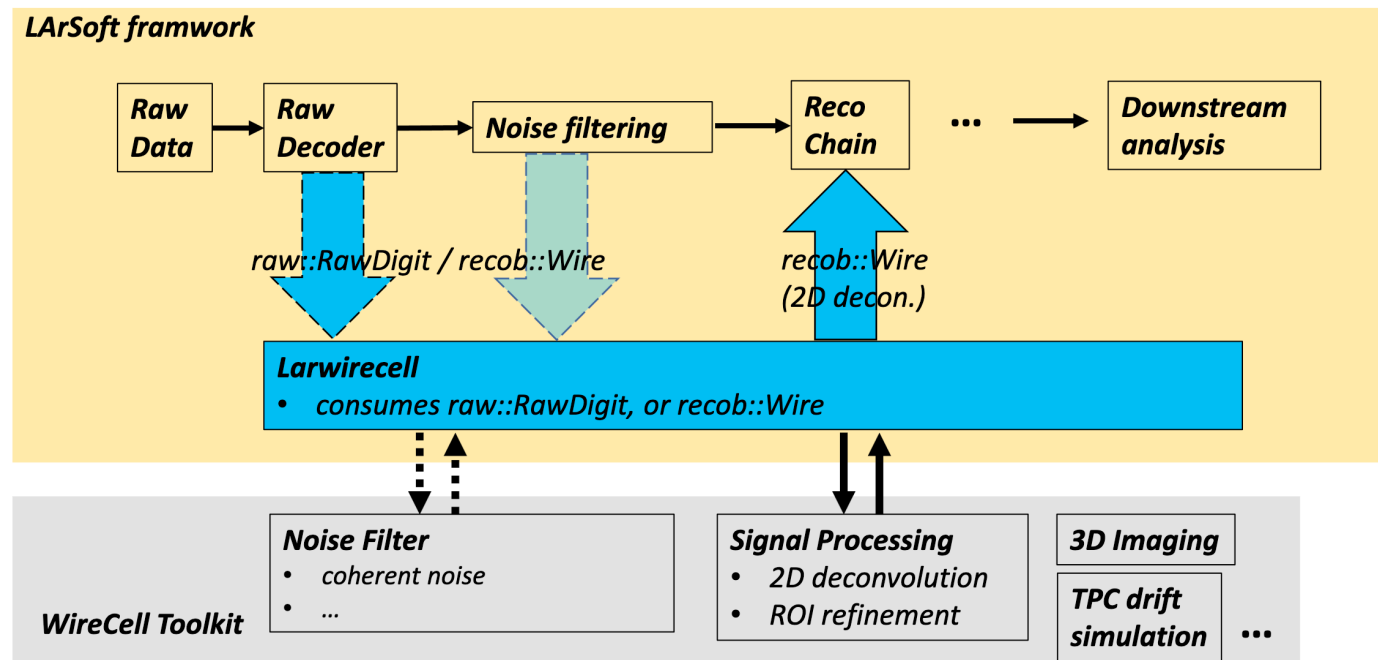 LArSoft framwork
Raw
Data
Raw
Decoder
Noise filtering
Reco
Chain
...
Downstream
analysis
raw::RawDigit / recob::Wire
recob::Wire
(2D decon.)
Larwirecell
• consumes raw::RawDigit, or recob::Wire
Noise Filter
• coherent noise
• ...
Signal Processing
• 2D deconvolution
• ROI refinement
3D Imaging
TPC drift
simulation
...
WireCell Toolkit